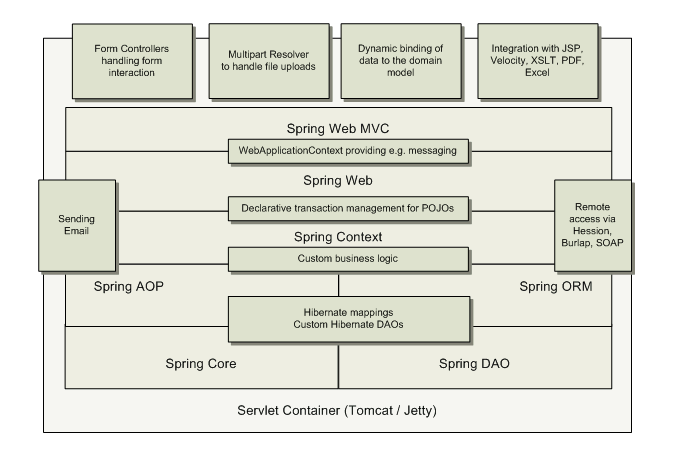 Form Controllers
handling form
interaction
Multipart Resolver
to handle file uploads
Dynamic binding of
data to the domain
model
Integration with JSP,
Velocity, XSLT, PDF,
Excel
Spring Web MVC
WebApplicationContext providing e.g. messaging
Spring Web
Sending
Email
Declarative transaction management for POJOs
Remote
access via
Hession,
Burlap, SOAP
Spring Context
Custom business logic
Spring AOP
Spring ORM
Hibernate mappings
Custom Hibernate DAOs
Spring Core
Spring DAO
Servlet Container (Tomcat / Jetty)